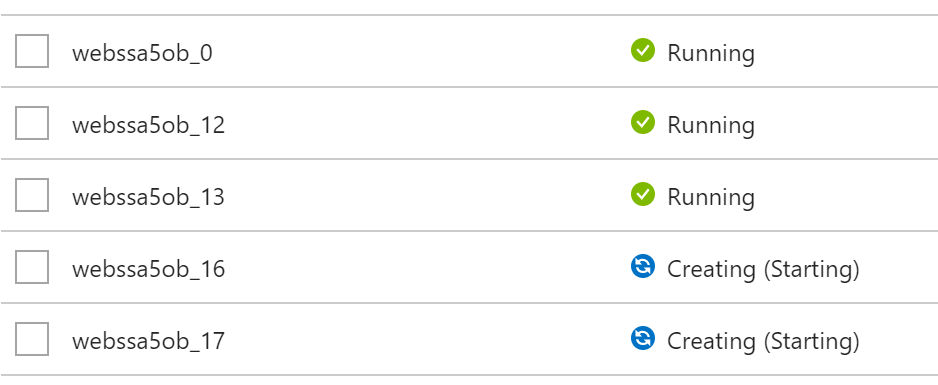 webssa5ob_0 Running
webssa5ob_12 Running
webssa5ob_13 Running
webssa5ob_16 Creating (Starting)
webssa5ob_17 Creating (Starting)